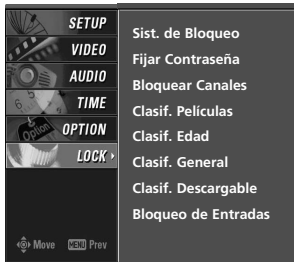 SETUP
VIDEO
AUDIO
TIME
OPTION
LOCK
Move MENU Prev
Sist. de Bloqueo
Fijar Contraseña
Bloquear Canales
Clasif. Películas
Clasif. Edad
Clasif. General
Clasif. Descargable
Bloqueo de Entradas